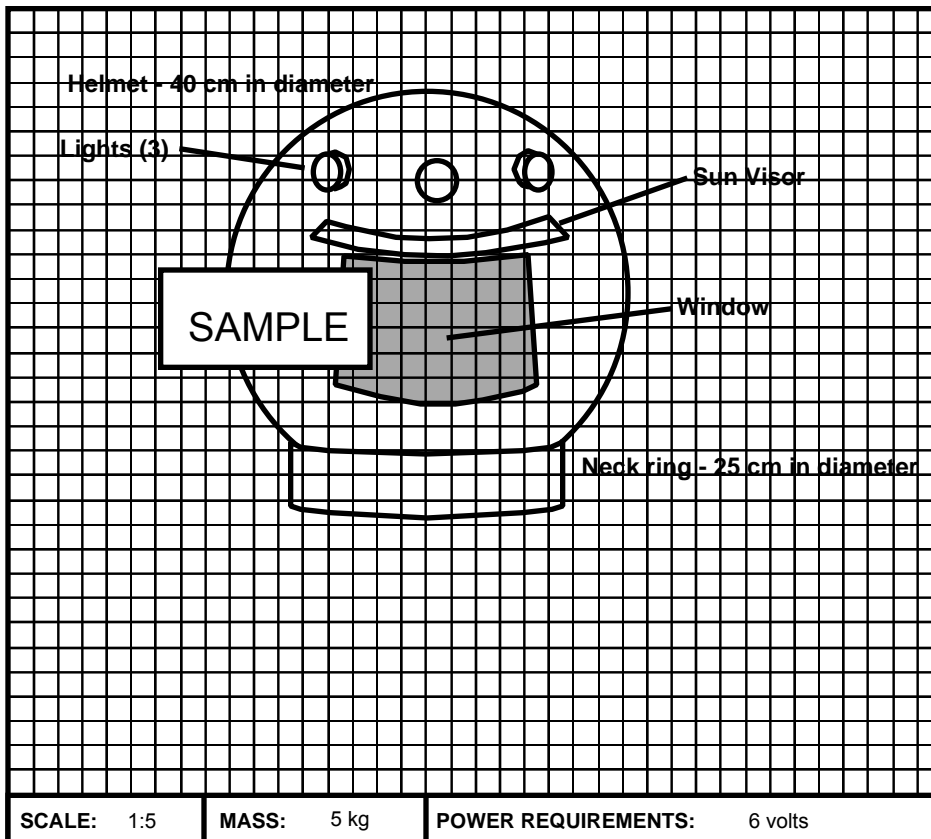 Helmet - 40 cm in diameter
Lights (3)
Sun Visor
Window
SAMPLE
Neck ring - 25 cm in diameter
SCALE: 1:5 MASS: 5 kg POWER REQUIREMENTS: 6 volts